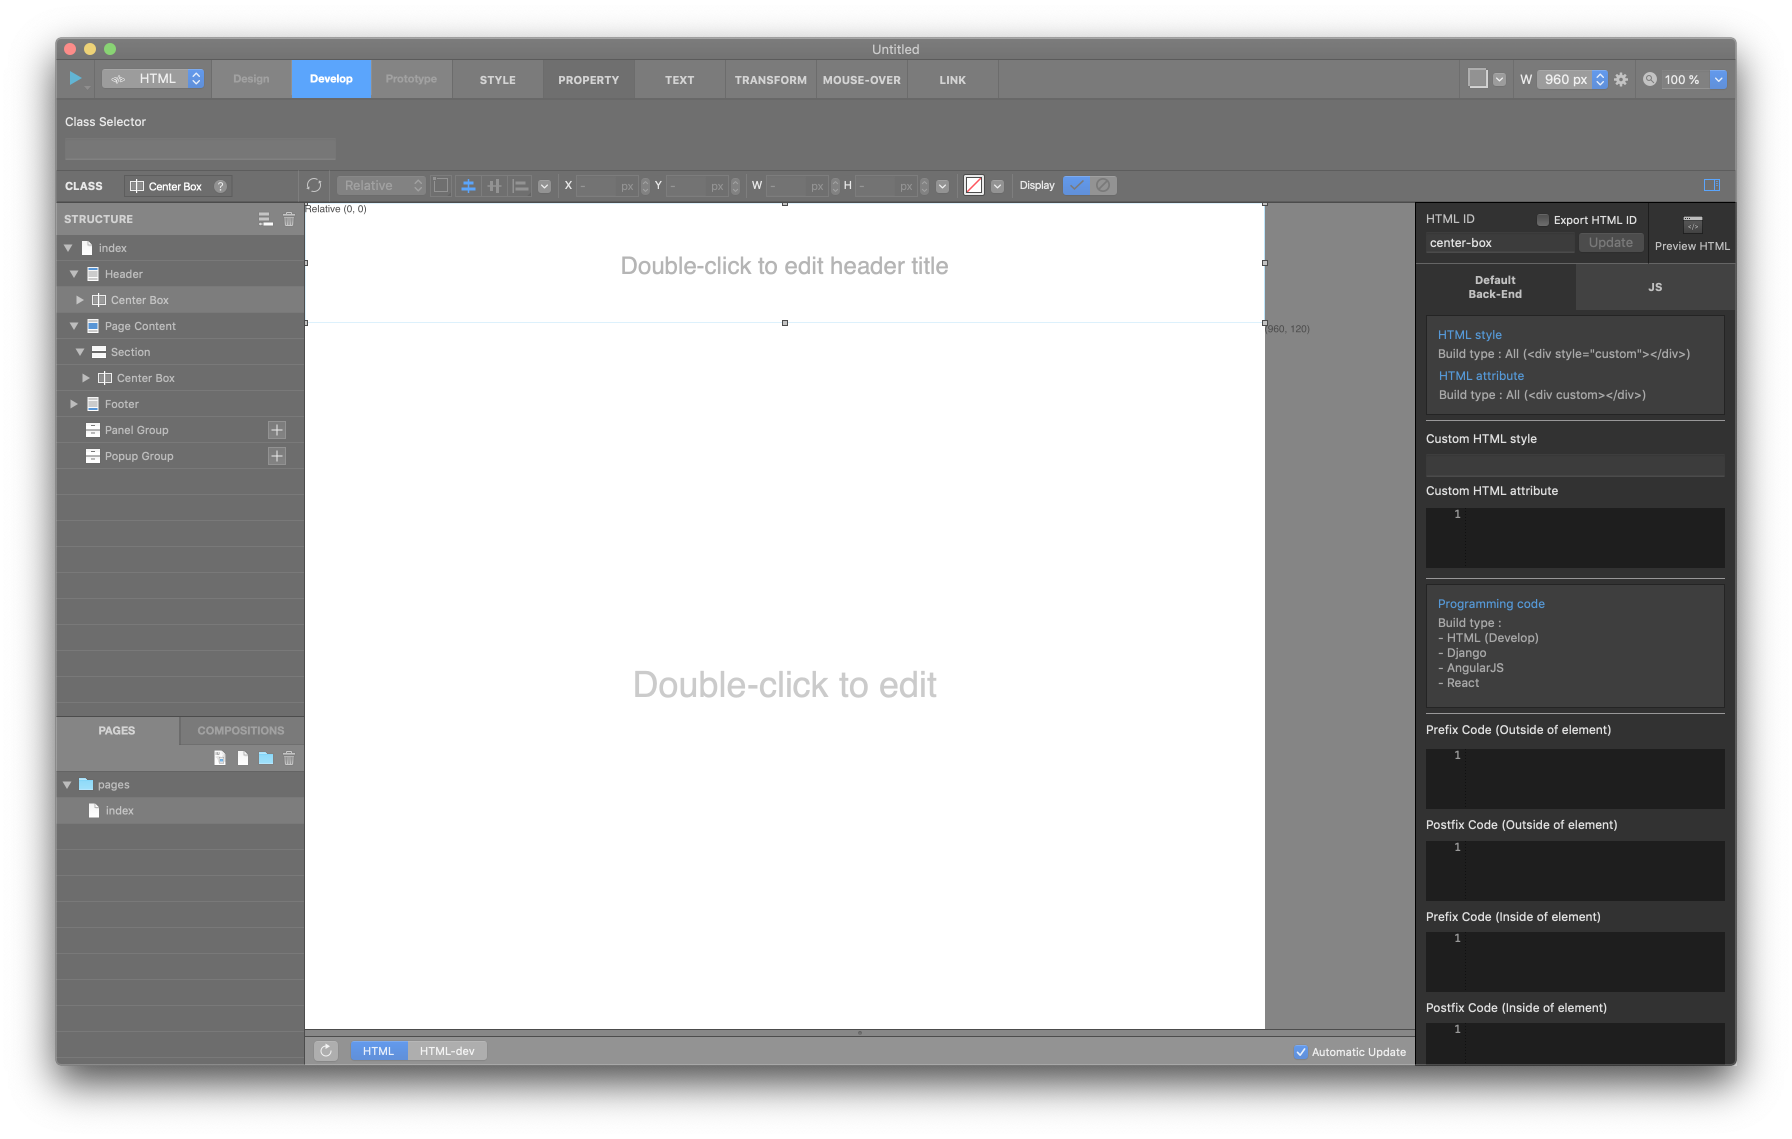 Untitled
HTML
Design
Develop
Prototype
STYLE
PROPERTY
TEXT
TRANSFORM
MOUSE-OVER
LINK
W 960 px
100 %
Class Selector
CLASS
Center Box ?
Relative
X - px
Y - px
W - px
H - px
Display
STRUCTURE
index
Header
Center Box
Page Content
Section
Center Box
Footer
Panel Group
Popup Group
PAGES
COMPOSITIONS
pages
index
Relative (0, 0)
Double-click to edit header title
(960, 120)
Double-click to edit
HTML
HTML-dev
Automatic Update
HTML ID
Export HTML ID
center-box
Update
Preview HTML
Default
Back-End
JS
HTML style
Build type : All (<div style="custom"></div>)
HTML attribute
Build type : All (<div custom></div>)
Custom HTML style
Custom HTML attribute
1
Programming code
Build type :
- HTML (Develop)
- Django
- AngularJS
- React
Prefix Code (Outside of element)
1
Postfix Code (Outside of element)
1
Prefix Code (Inside of element)
1
Postfix Code (Inside of element)
1